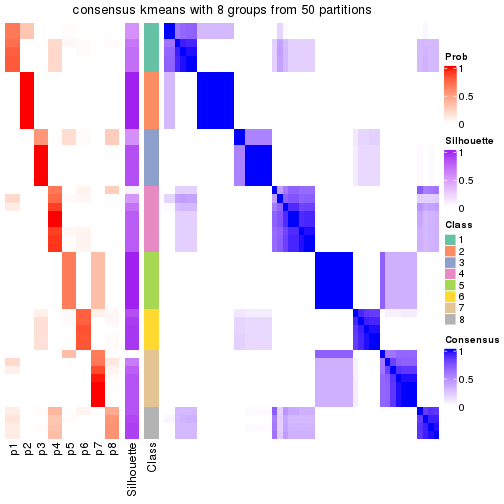 consensus kmeans with 8 groups from 50 partitions
Prob
1
0.5
0
Silhouette
1
0.5
0
Class
1
2
3
4
5
6
7
8
Consensus
1
0.5
0
p1
p2
p3
p4
p5
p6
p7
p8
Silhouette
Class